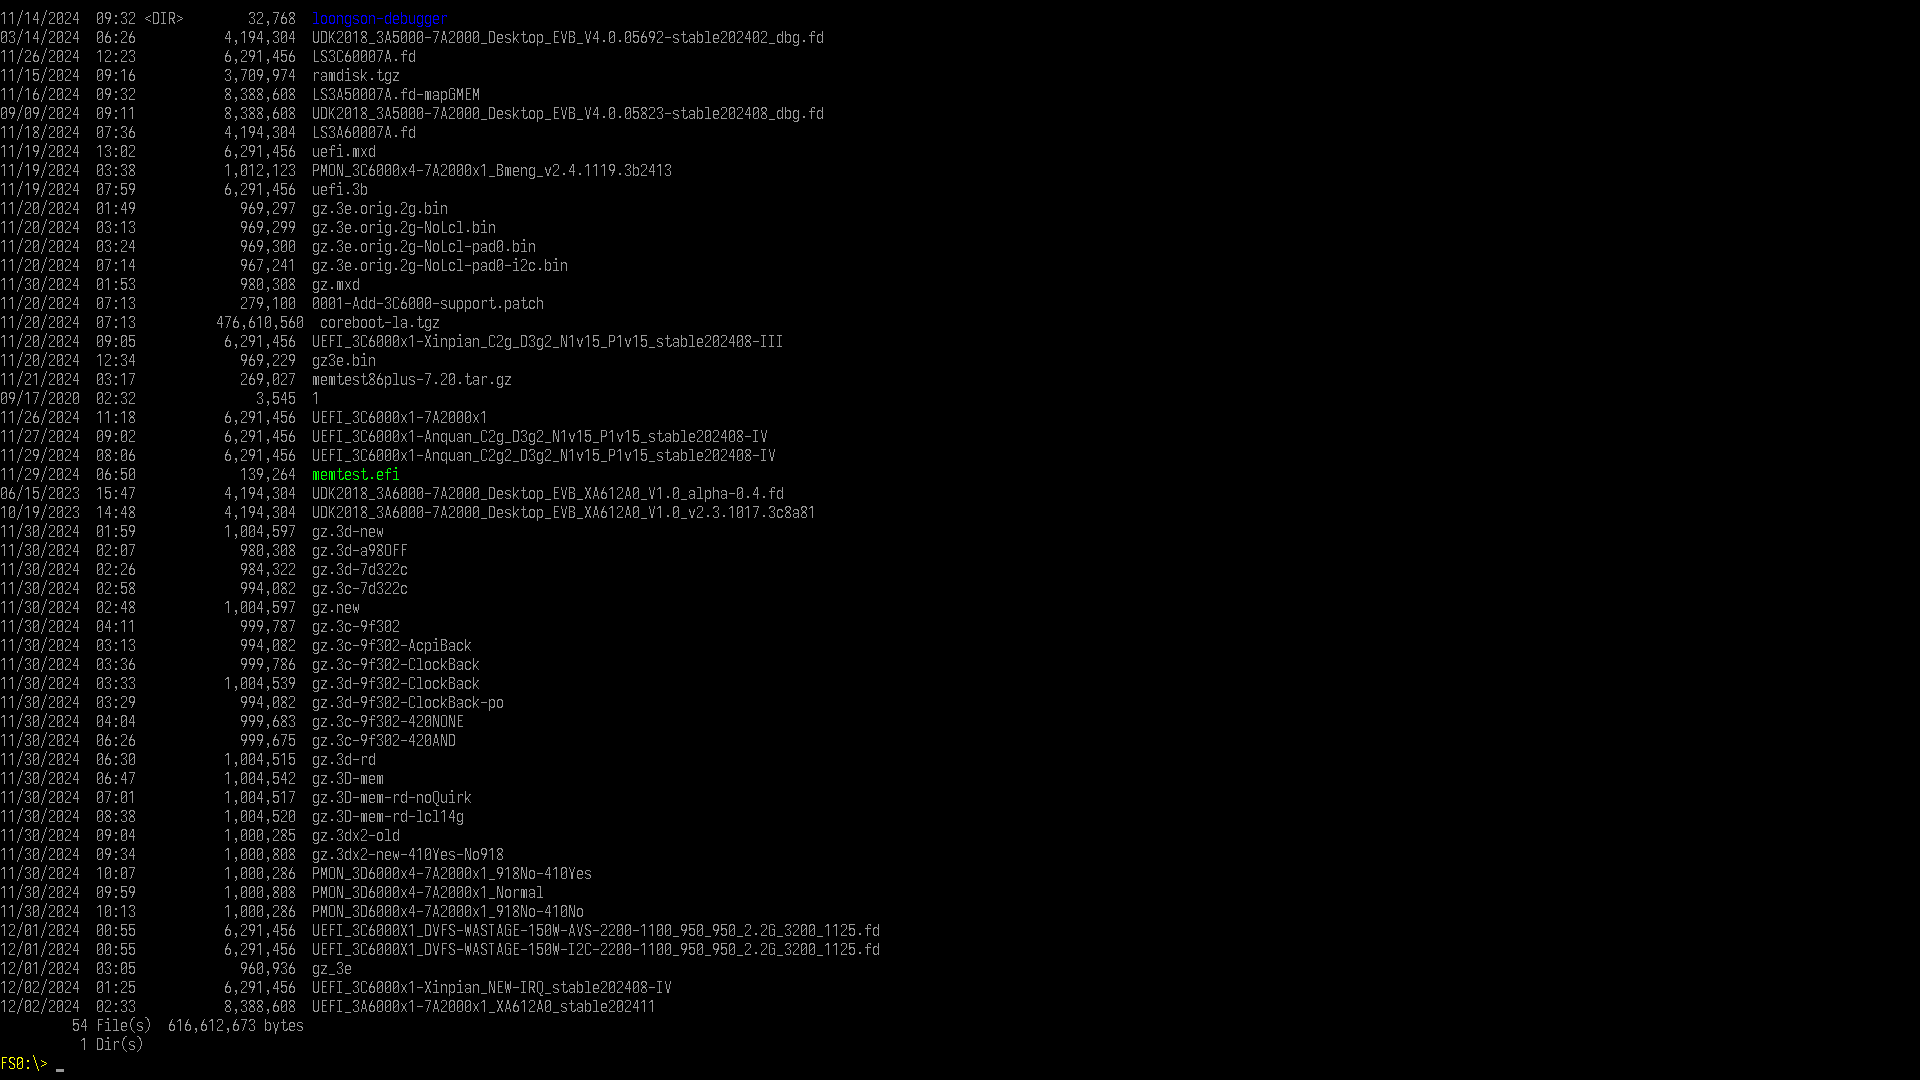 11/14/2024  09:32 <DIR>        32,768  loongson-debugger
03/14/2024  06:26           4,194,304  UDK2018_3A5000-7A2000_Desktop_EVB_V4.0.05692-stable202402_dbg.fd
11/26/2024  12:23           6,291,456  LS3C60007A.fd
11/15/2024  09:16           3,709,974  ramdisk.tgz
11/16/2024  09:32           8,388,608  LS3A50007A.fd-mapGMEM
09/09/2024  09:11           8,388,608  UDK2018_3A5000-7A2000_Desktop_EVB_V4.0.05823-stable202408_dbg.fd
11/18/2024  07:36           4,194,304  LS3A60007A.fd
11/19/2024  13:02           6,291,456  uefi.mxd
11/19/2024  03:38           1,012,123  PMON_3C6000x4-7A2000x1_Bmeng_v2.4.1119.3b2413
11/19/2024  07:59           6,291,456  uefi.3b
11/20/2024  01:49             969,297  gz.3e.orig.2g.bin
11/20/2024  03:13             969,299  gz.3e.orig.2g-NoLcl.bin
11/20/2024  03:24             969,300  gz.3e.orig.2g-NoLcl-pad0.bin
11/20/2024  07:14             967,241  gz.3e.orig.2g-NoLcl-pad0-i2c.bin
11/30/2024  01:53             980,308  gz.mxd
11/20/2024  07:13             279,100  0001-Add-3C6000-support.patch
11/20/2024  07:13          476,610,560  coreboot-la.tgz
11/20/2024  09:05           6,291,456  UEFI_3C6000x1-Xinpian_C2g_D3g2_N1v15_P1v15_stable202408-III
11/20/2024  12:34             969,229  gz3e.bin
11/21/2024  03:17             269,027  memtest86plus-7.20.tar.gz
09/17/2020  02:32               3,545  1
11/26/2024  11:18           6,291,456  UEFI_3C6000x1-7A2000x1
11/27/2024  09:02           6,291,456  UEFI_3C6000x1-Anquan_C2g_D3g2_N1v15_P1v15_stable202408-IV
11/29/2024  08:06           6,291,456  UEFI_3C6000x1-Anquan_C2g2_D3g2_N1v15_P1v15_stable202408-IV
11/29/2024  06:50             139,264  memtest.efi
06/15/2023  15:47           4,194,304  UDK2018_3A6000-7A2000_Desktop_EVB_XA612A0_V1.0_alpha-0.4.fd
10/19/2023  14:48           4,194,304  UDK2018_3A6000-7A2000_Desktop_EVB_XA612A0_V1.0_v2.3.1017.3c8a81
11/30/2024  01:59           1,004,597  gz.3d-new
11/30/2024  02:07             980,308  gz.3d-a98OFF
11/30/2024  02:26             984,322  gz.3d-7d322c
11/30/2024  02:58             994,082  gz.3c-7d322c
11/30/2024  02:48           1,004,597  gz.new
11/30/2024  04:11             999,787  gz.3c-9f302
11/30/2024  03:13             994,082  gz.3c-9f302-AcpiBack
11/30/2024  03:36             999,786  gz.3c-9f302-ClockBack
11/30/2024  03:33           1,004,539  gz.3d-9f302-ClockBack
11/30/2024  03:29             994,082  gz.3d-9f302-ClockBack-po
11/30/2024  04:04             999,683  gz.3c-9f302-420NONE
11/30/2024  06:26             999,675  gz.3c-9f302-420AND
11/30/2024  06:30           1,004,515  gz.3d-rd
11/30/2024  06:47           1,004,542  gz.3D-mem
11/30/2024  07:01           1,004,517  gz.3D-mem-rd-noQuirk
11/30/2024  08:38           1,004,520  gz.3D-mem-rd-lcl14g
11/30/2024  09:04           1,000,285  gz.3dx2-old
11/30/2024  09:34           1,000,808  gz.3dx2-new-410Yes-No918
11/30/2024  10:07           1,000,286  PMON_3D6000x4-7A2000x1_918No-410Yes
11/30/2024  09:59           1,000,808  PMON_3D6000x4-7A2000x1_Normal
11/30/2024  10:13           1,000,286  PMON_3D6000x4-7A2000x1_918No-410No
12/01/2024  00:55           6,291,456  UEFI_3C6000X1_DVFS-WASTAGE-150W-AVS-2200-1100_950_950_2.2G_3200_1125.fd
12/01/2024  00:55           6,291,456  UEFI_3C6000X1_DVFS-WASTAGE-150W-I2C-2200-1100_950_950_2.2G_3200_1125.fd
12/01/2024  03:05             960,936  gz_3e
12/02/2024  01:25           6,291,456  UEFI_3C6000x1-Xinpian_NEW-IRQ_stable202408-IV
12/02/2024  02:33           8,388,608  UEFI_3A6000x1-7A2000x1_XA612A0_stable202411
         54 File(s)  616,612,673 bytes
          1 Dir(s)
FS0:\> _